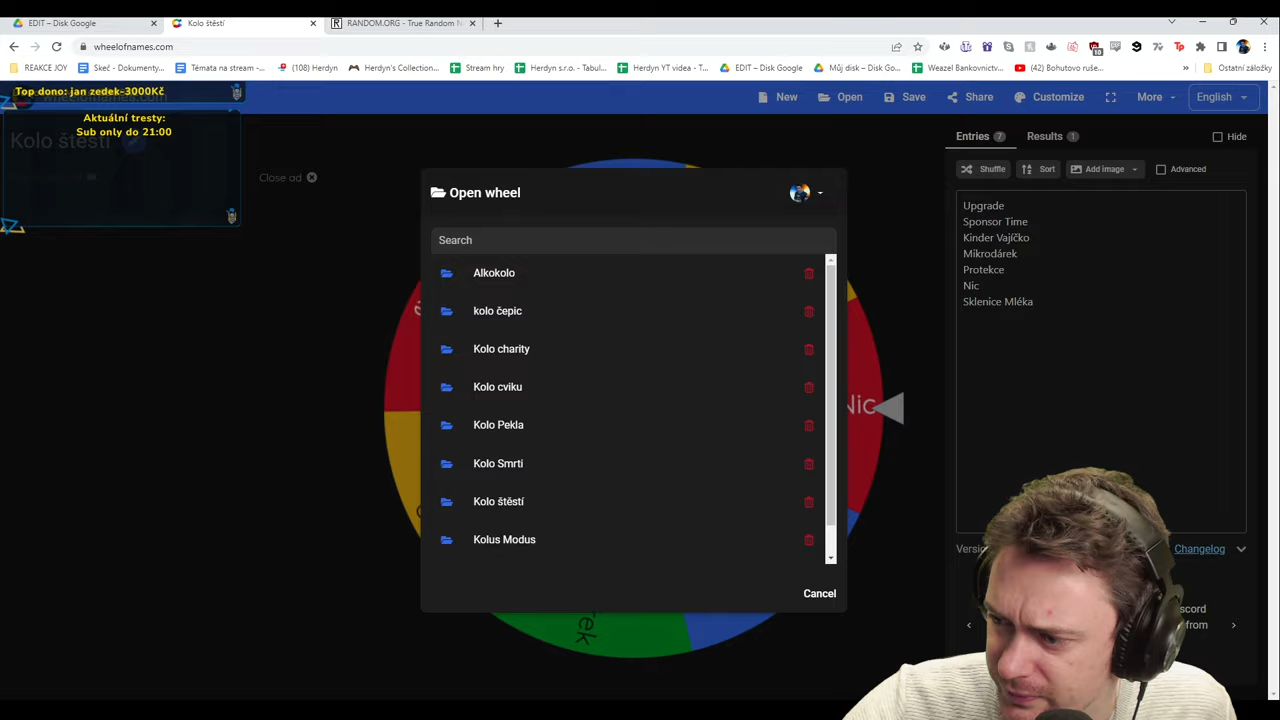 EDIT – Disk Google
Kolo štěstí
RANDOM.ORG - True Random N
wheelofnames.com
REAKCE JOY
Skeč - Dokumenty...
Témata na stream -...
(108) Herdyn
Herdyn's Collection...
Stream hry
Herdyn s.r.o. - Tabul...
Herdyn YT videa - T...
EDIT – Disk Google
Můj disk – Disk Go...
Weazel Bankovnictv...
(42) Bohutovo ruše...
»
Ostatní záložky
Top dono: jan zedek-3000Kč
Aktuální tresty:
Sub only do 21:00
Kolo štěstí
New
Open
Save
Share
Customize
More
English
Close ad
Entries 7
Results 1
Hide
Shuffle
Sort
Add image
Advanced
Upgrade
Sponsor Time
Kinder Vajíčko
Mikrodárek
Protekce
Nic
Sklenice Mléka
Open wheel
Search
Alkokolo
kolo čepic
Kolo charity
Kolo cviku
Kolo Pekla
Kolo Smrti
Kolo štěstí
Kolus Modus
Cancel
Nic
Changelog
from